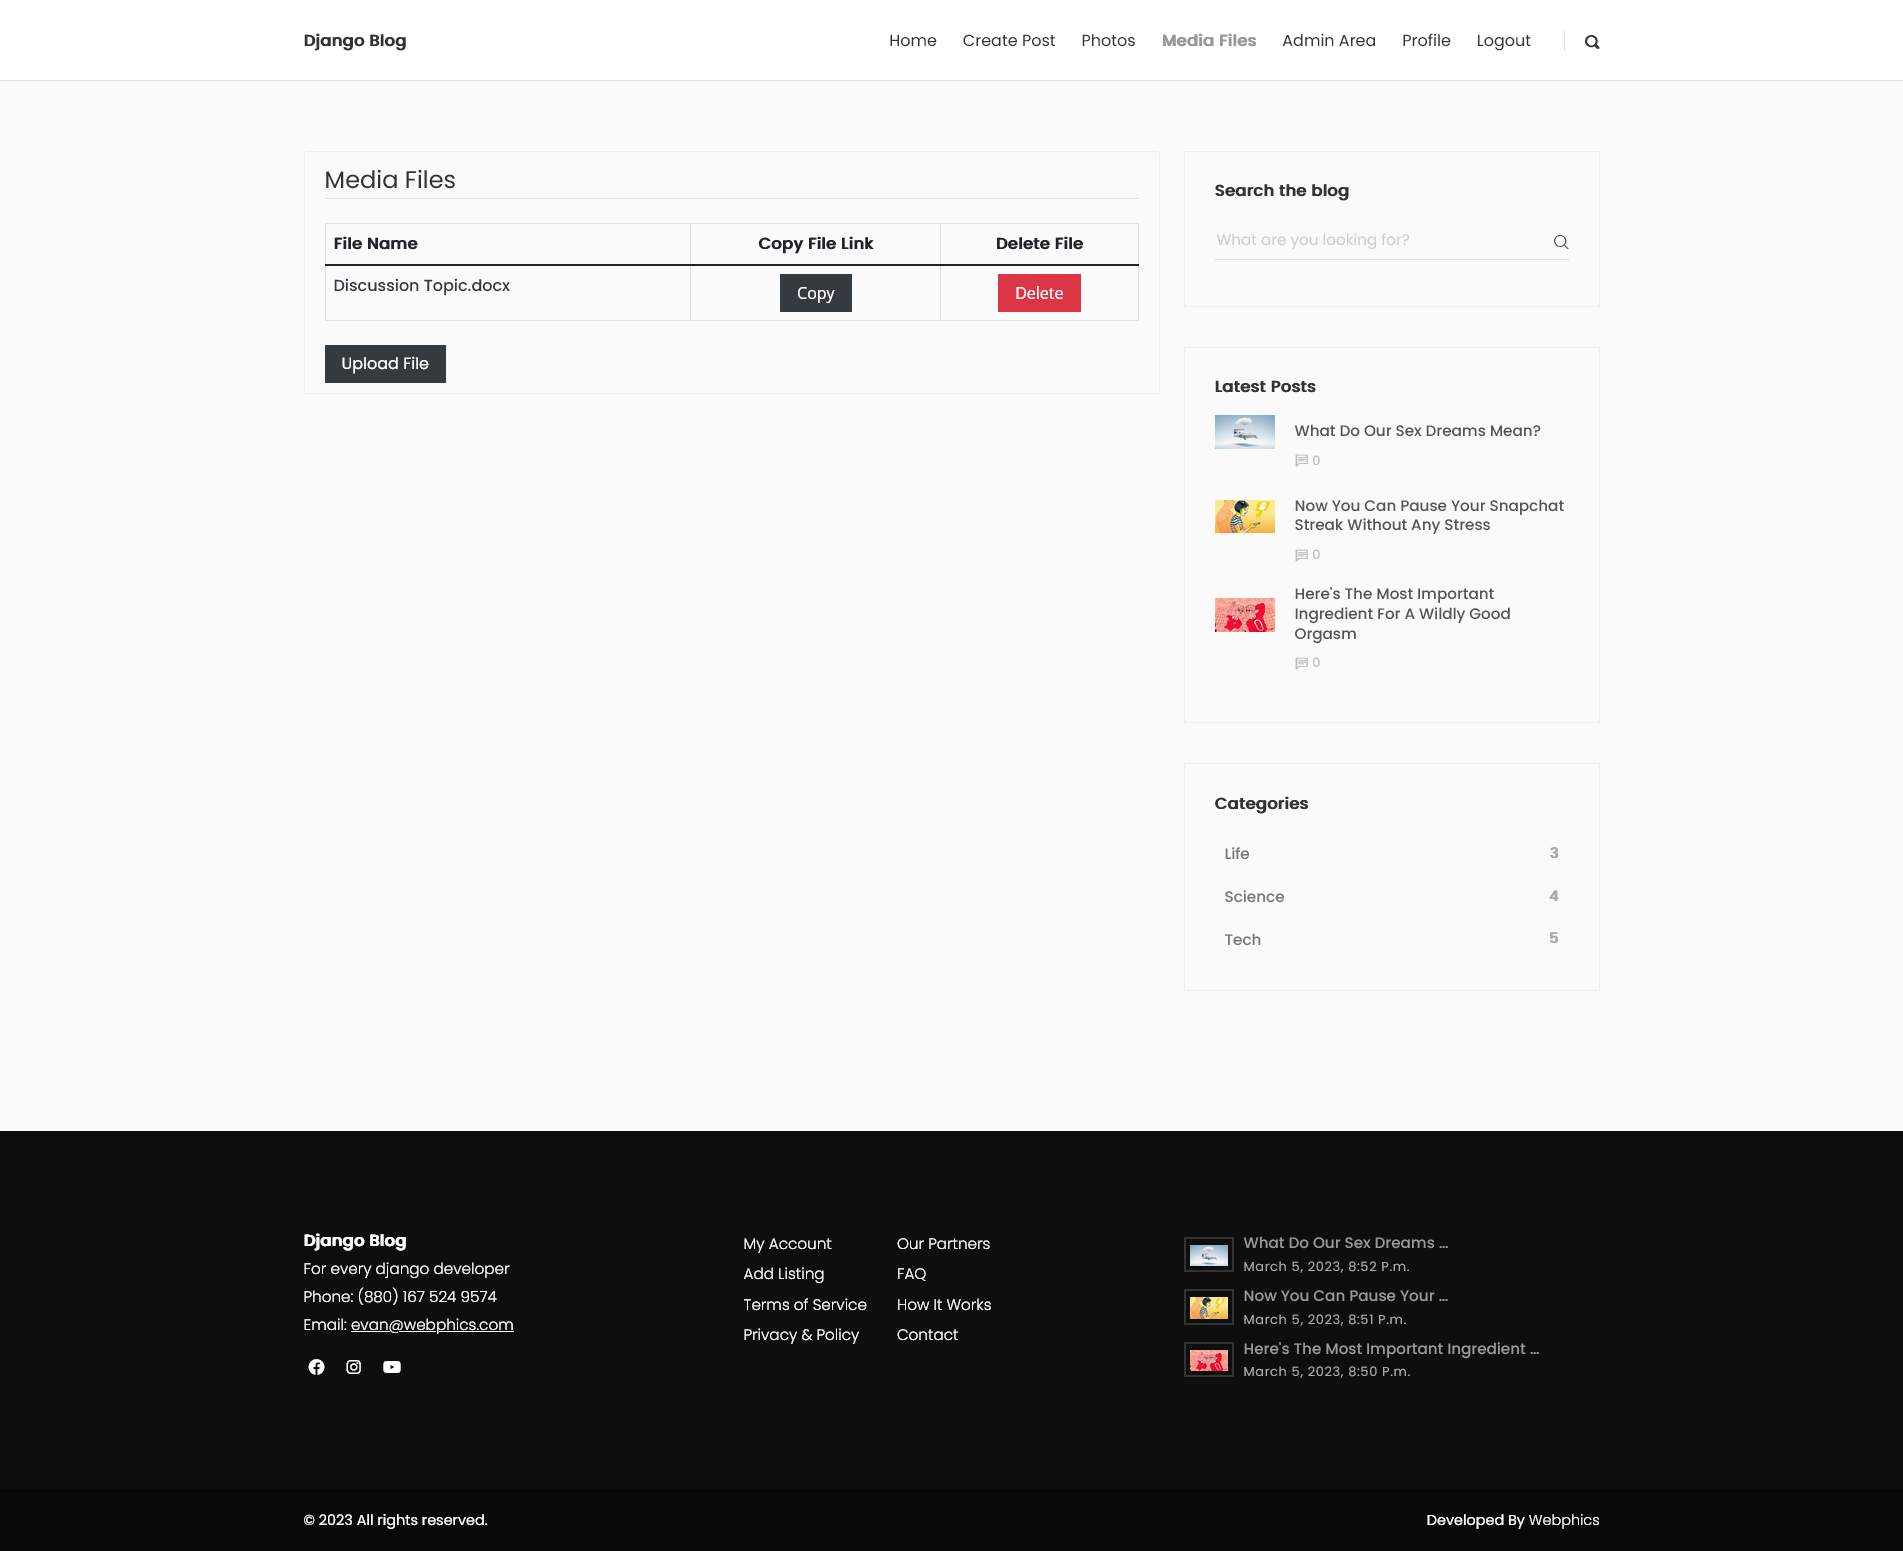 Django Blog
Home Create Post Photos Media Files Admin Area Profile Logout
Media Files
File Name Copy File Link Delete File
Discussion Topic.docx Copy Delete
Upload File
Search the blog
What are you looking for?
Latest Posts
What Do Our Sex Dreams Mean?
0
Now You Can Pause Your Snapchat
Streak Without Any Stress
0
Here's The Most Important
Ingredient For A Wildly Good
Orgasm
0
Categories
Life 3
Science 4
Tech 5
Django Blog
For every django developer
Phone: (880) 167 524 9574
Email: evan@webphics.com
My Account
Add Listing
Terms of Service
Privacy & Policy
Our Partners
FAQ
How It Works
Contact
What Do Our Sex Dreams ...
March 5, 2023, 8:52 P.m.
Now You Can Pause Your ...
March 5, 2023, 8:51 P.m.
Here's The Most Important Ingredient ...
March 5, 2023, 8:50 P.m.
© 2023 All rights reserved.
Developed By Webphics